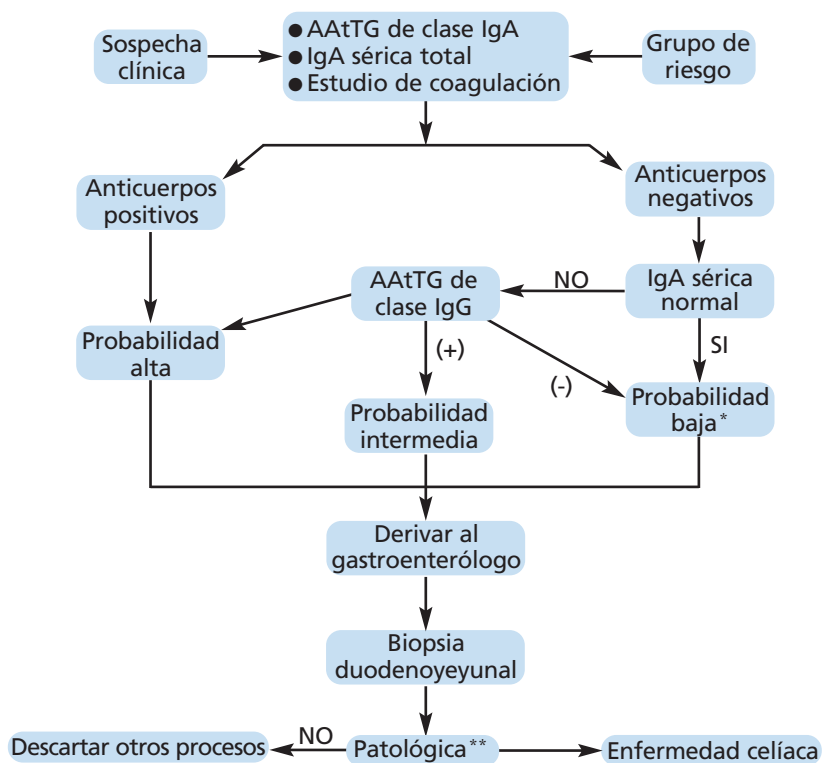 Sospecha
clínica
● AAtTG de clase IgA
● IgA sérica total
● Estudio de coagulación
Grupo de
riesgo
Anticuerpos
positivos
Anticuerpos
negativos
AAtTG de
clase IgG
NO
IgA sérica
normal
Probabilidad
alta
(+)
(-)
SI
Probabilidad
intermedia
Probabilidad
baja*
Derivar al
gastroenterólogo
Biopsia
duodenoyeyunal
Descartar otros procesos
NO
Patológica**
Enfermedad celíaca